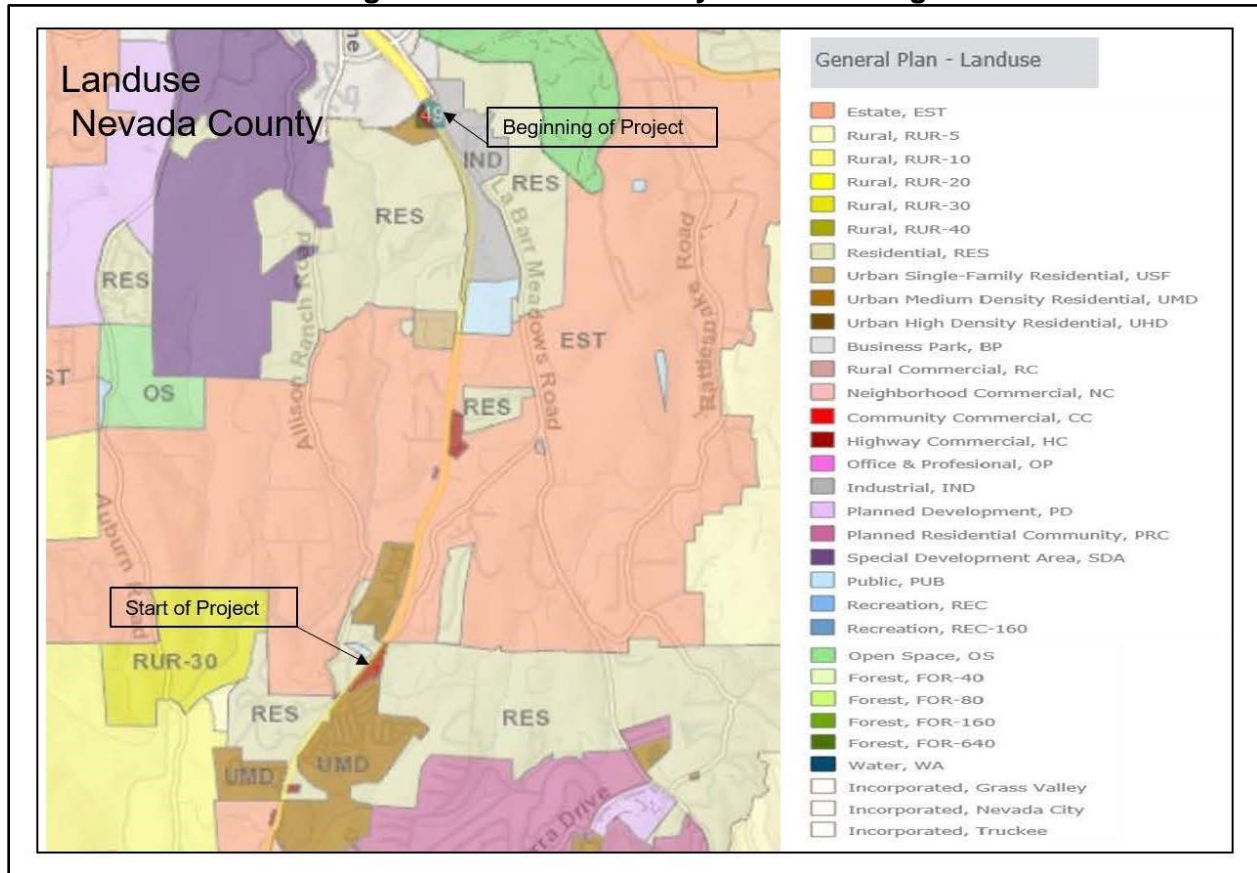 Landuse
Nevada County
ne
49
Beginning of Project
IND
RES
RES
La Barr Meadows Road
Rattlesnake Road
Allison Ranch Road
RES
EST
ST
OS
RES
Auburn Road
Start of Project
RUR-30
RES
RES
UMD
UMD
rra Drive
General Plan - Landuse
Estate, EST
Rural, RUR-5
Rural, RUR-10
Rural, RUR-20
Rural, RUR-30
Rural, RUR-40
Residential, RES
Urban Single-Family Residential, USF
Urban Medium Density Residential, UMD
Urban High Density Residential, UHD
Business Park, BP
Rural Commercial, RC
Neighborhood Commercial, NC
Community Commercial, CC
Highway Commercial, HC
Office & Profesional, OP
Industrial, IND
Planned Development, PD
Planned Residential Community, PRC
Special Development Area, SDA
Public, PUB
Recreation, REC
Recreation, REC-160
Open Space, OS
Forest, FOR-40
Forest, FOR-80
Forest, FOR-160
Forest, FOR-640
Water, WA
Incorporated, Grass Valley
Incorporated, Nevada City
Incorporated, Truckee